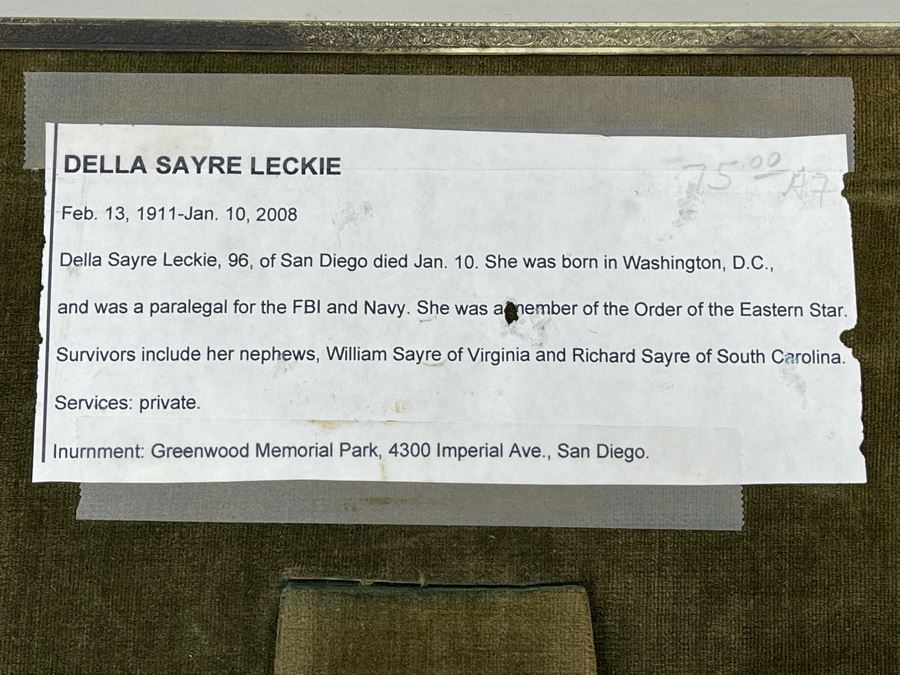 DELLA SAYRE LECKIE
75.00 A7
Feb. 13, 1911-Jan. 10, 2008
Della Sayre Leckie, 96, of San Diego died Jan. 10. She was born in Washington, D.C.,
and was a paralegal for the FBI and Navy. She was a member of the Order of the Eastern Star.
Survivors include her nephews, William Sayre of Virginia and Richard Sayre of South Carolina.
Services: private.
Inurnment: Greenwood Memorial Park, 4300 Imperial Ave., San Diego.